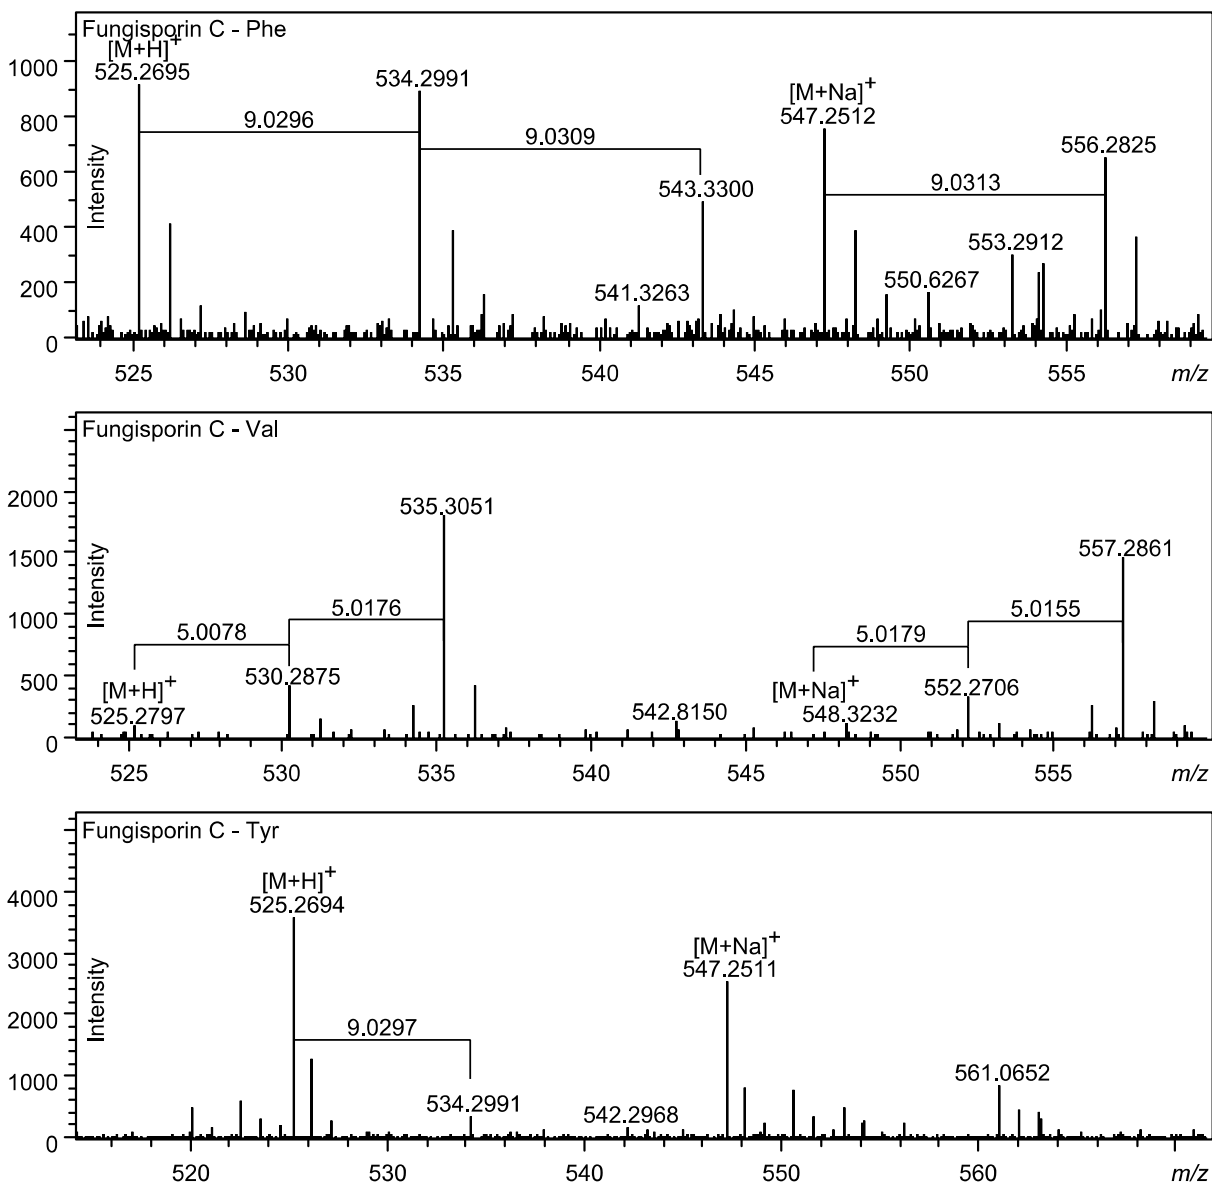 Fungisporin C - Phe
[M+H]+
525.2695
534.2991
[M+Na]+
547.2512
556.2825
9.0296
9.0309
9.0313
543.3300
541.3263
550.6267
553.2912
Intensity
1000
800
600
400
200
0
525 530 535 540 545 550 555 m/z
Fungisporin C - Val
535.3051
557.2861
5.0078
5.0176
5.0179
5.0155
[M+H]+
525.2797
530.2875
542.8150
[M+Na]+
548.3232
552.2706
Intensity
2000
1500
1000
500
0
525 530 535 540 545 550 555 m/z
Fungisporin C - Tyr
[M+H]+
525.2694
[M+Na]+
547.2511
9.0297
534.2991
542.2968
561.0652
Intensity
4000
3000
2000
1000
0
520 530 540 550 560 m/z